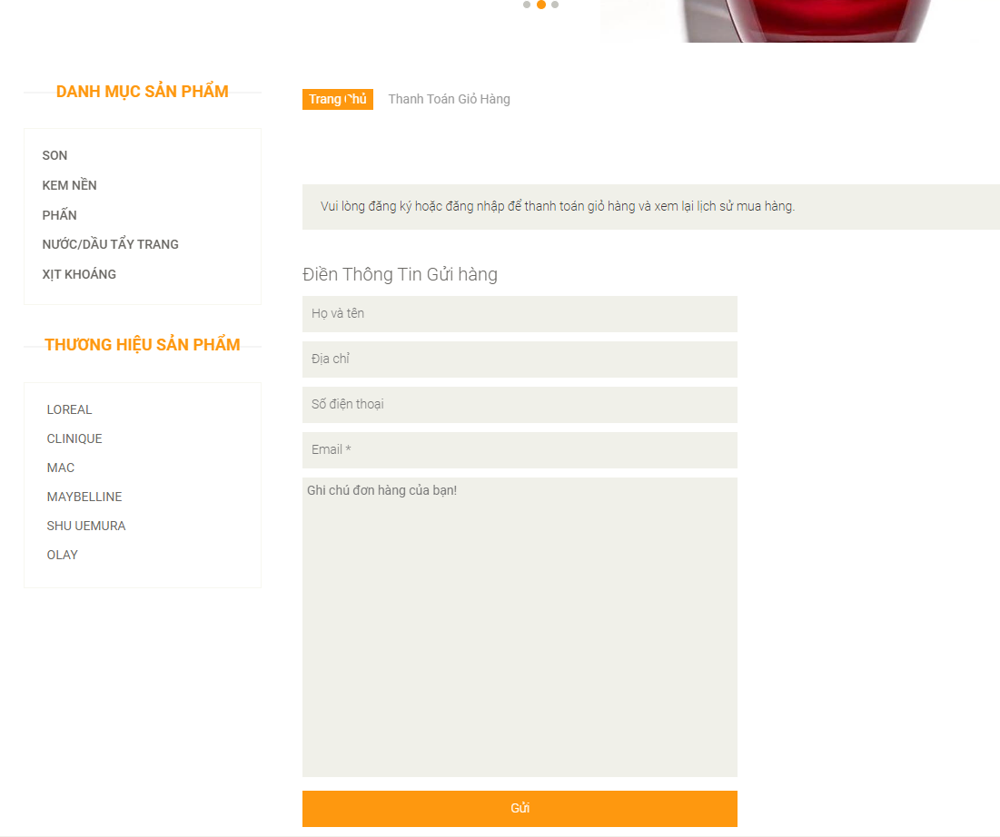 DANH MỤC SẢN PHẨM
SON
KEM NỀN
PHẤN
NƯỚC/DẦU TẨY TRANG
XỊT KHOÁNG
THƯƠNG HIỆU SẢN PHẨM
LOREAL
CLINIQUE
MAC
MAYBELLINE
SHU UEMURA
OLAY
Trang Chủ Thanh Toán Giỏ Hàng
Vui lòng đăng ký hoặc đăng nhập để thanh toán giỏ hàng và xem lại lịch sử mua hàng.
Điền Thông Tin Gửi hàng
Họ và tên
Địa chỉ
Số điện thoại
Email *
Ghi chú đơn hàng của bạn!
Gửi